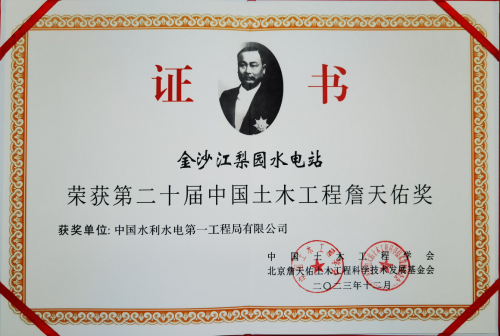 证 书
金沙江梨园水电站
荣获第二十届中国土木工程詹天佑奖
获奖单位: 中国水利水电第一工程局有限公司
中国土木工程学会
北京詹天佑土木工程科学技术发展基金会
二〇二三年十二月